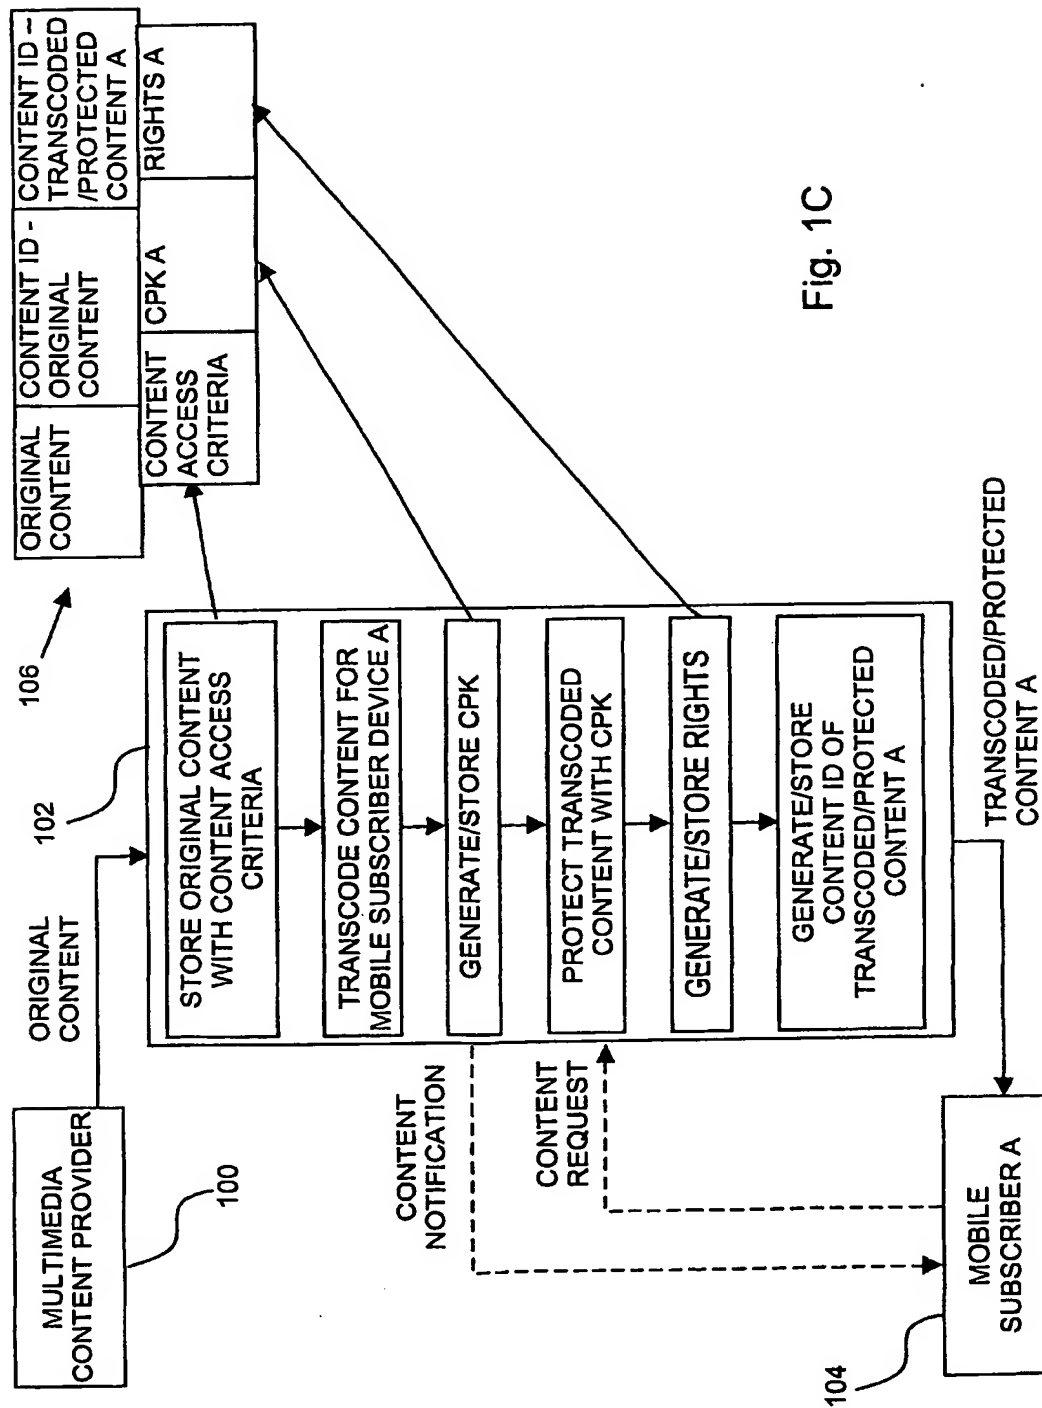 MULTIMEDIA
CONTENT PROVIDER
100
ORIGINAL
CONTENT
102
106
STORE ORIGINAL CONTENT
WITH CONTENT ACCESS
CRITERIA
TRANSCODE CONTENT FOR
MOBILE SUBSCRIBER DEVICE A
GENERATE/STORE CPK
PROTECT TRANSCODED
CONTENT WITH CPK
GENERATE/STORE RIGHTS
GENERATE/STORE
CONTENT ID OF
TRANSCODED/PROTECTED
CONTENT A
ORIGINAL
CONTENT
CONTENT ID -
ORIGINAL
CONTENT
CONTENT ID –
TRANSCODED
/PROTECTED
CONTENT A
CONTENT
ACCESS
CRITERIA
CPK A
RIGHTS A
CONTENT
NOTIFICATION
CONTENT
REQUEST
104
MOBILE
SUBSCRIBER A
TRANSCODED/PROTECTED
CONTENT A
Fig. 1C